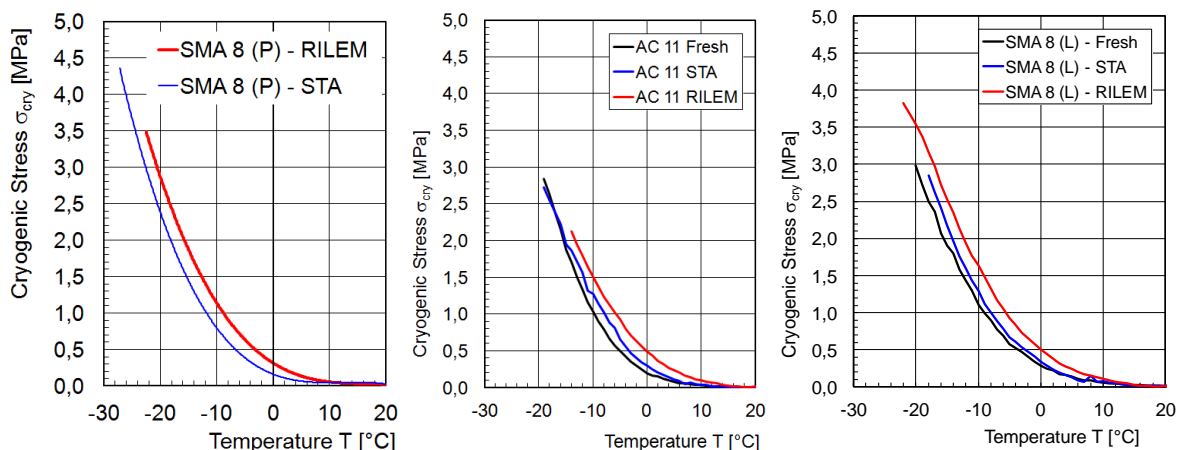 5,0
4,5
4,0
3,5
3,0
2,5
2,0
1,5
1,0
0,5
0,0
Cryogenic Stress σcry [MPa]
SMA 8 (P) - RILEM
SMA 8 (P) - STA
-30 -20 -10 0 10 20
Temperature T [°C]
5,0
4,5
4,0
3,5
3,0
2,5
2,0
1,5
1,0
0,5
0,0
Cryogenic Stress σcry [MPa]
AC 11 Fresh
AC 11 STA
AC 11 RILEM
-30 -20 -10 0 10 20
Temperature T [°C]
5,0
4,5
4,0
3,5
3,0
2,5
2,0
1,5
1,0
0,5
0,0
Cryogenic Stress σcry [MPa]
SMA 8 (L) - Fresh
SMA 8 (L) - STA
SMA 8 (L) - RILEM
-30 -20 -10 0 10 20
Temperature T [°C]